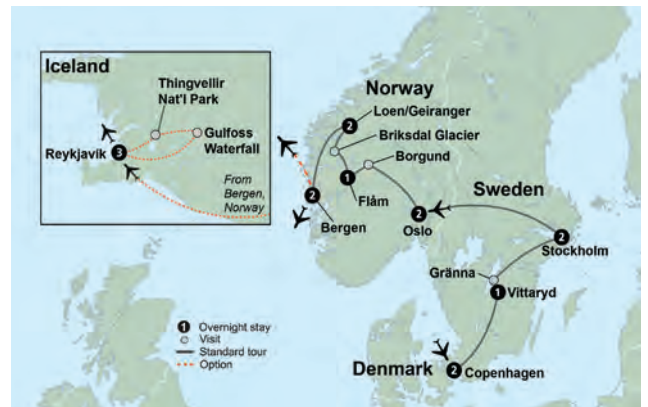 Iceland
Thingvellir
Nat'l Park
Gulfoss
Waterfall
Reykjavik
3
From
Bergen,
Norway
Norway
2
Loen/Geiranger
Briksdal Glacier
Borgund
1
Flåm
2
Bergen
2
Oslo
Sweden
2
Stockholm
Gränna
1 Vittaryd
Denmark
2 Copenhagen
1 Overnight stay
Visit
Standard tour
Option